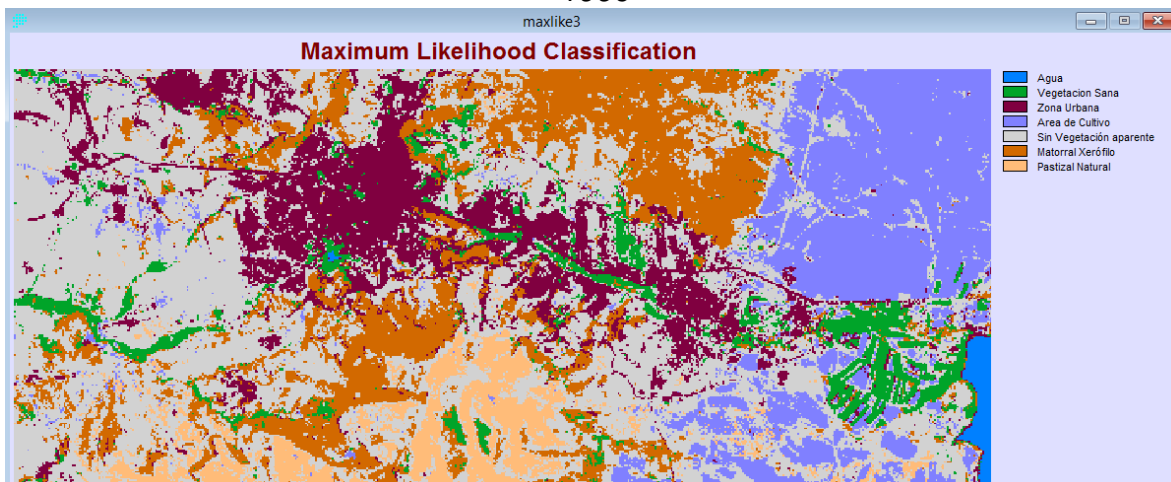 maxlike3
Maximum Likelihood Classification
Agua
Vegetacion Sana
Zona Urbana
Area de Cultivo
Sin Vegetación aparente
Matorral Xerófilo
Pastizal Natural